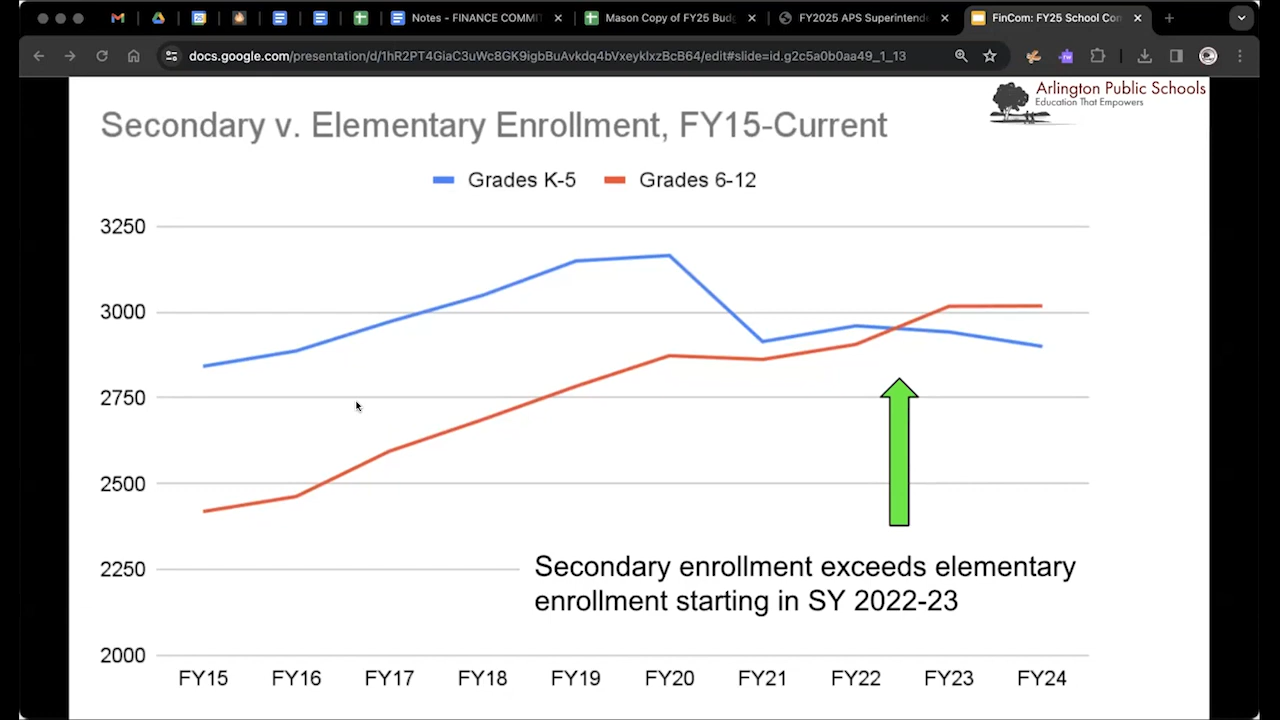 Notes - FINANCE COMMIT
Mason Copy of FY25 Budg
FY2025 APS Superintende
FinCom: FY25 School Con
docs.google.com/presentation/d/1hR2PT4GiaC3uWc8GK9igbBuAvkdq4bVxeyklxzBcB64/edit#slide=id.g2c5a0b0aa49_1_13
Arlington Public Schools
Education That Empowers
Secondary v. Elementary Enrollment, FY15-Current
Grades K-5 Grades 6-12
3250
3000
2750
2500
2250
Secondary enrollment exceeds elementary
enrollment starting in SY 2022-23
2000
FY15 FY16 FY17 FY18 FY19 FY20 FY21 FY22 FY23 FY24